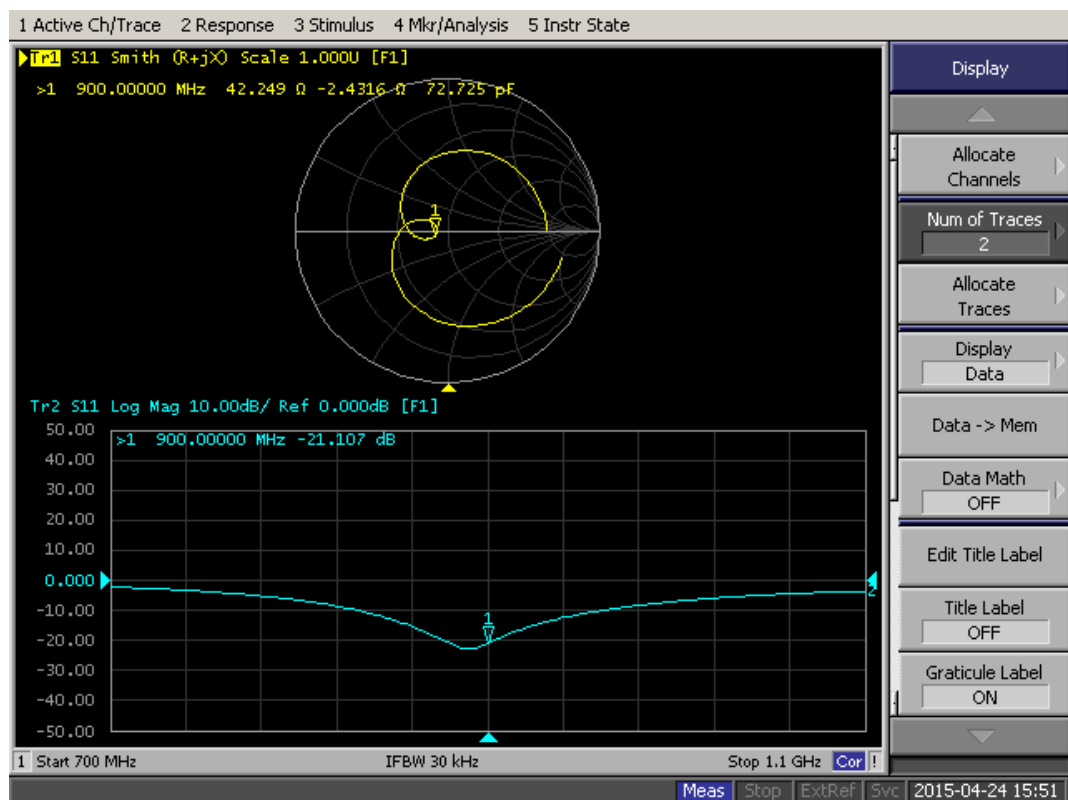 1 Active Ch/Trace 2 Response 3 Stimulus 4 Mkr/Analysis 5 Instr State
Tr1 S11 Smith (R+jX) Scale 1.000U [F1]
>1 900.00000 MHz 42.249 Ω -2.4316 Ω 72.725 pF
1
Tr2 S11 Log Mag 10.00dB/ Ref 0.000dB [F1]
>1 900.00000 MHz -21.107 dB
50.00
40.00
30.00
20.00
10.00
0.000
-10.00
-20.00
-30.00
-40.00
-50.00
1
2
1 Start 700 MHz IFBW 30 kHz Stop 1.1 GHz Cor !
Display
Allocate
Channels
Num of Traces
2
Allocate
Traces
Display
Data
Data -> Mem
Data Math
OFF
Edit Title Label
Title Label
OFF
Graticule Label
ON
Meas Stop ExtRef Svc 2015-04-24 15:51